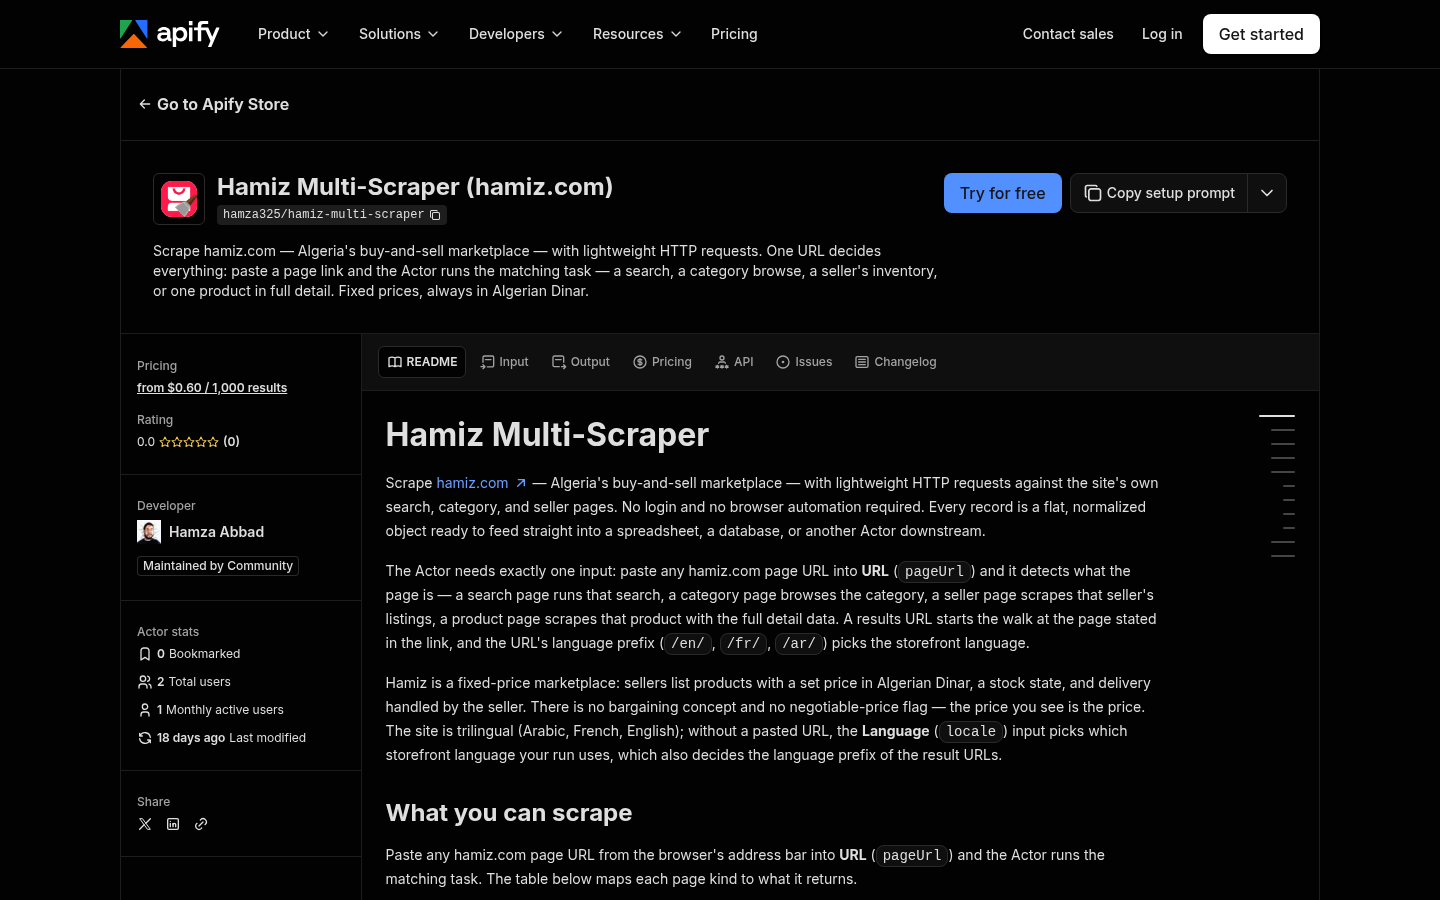 apify
Product
Solutions
Developers
Resources
Pricing
Contact sales
Log in
Get started
Go to Apify Store
Hamiz Multi-Scraper (hamiz.com)
hamza325/hamiz-multi-scraper
Try for free
Copy setup prompt
Scrape hamiz.com — Algeria's buy-and-sell marketplace — with lightweight HTTP requests. One URL decides
everything: paste a page link and the Actor runs the matching task — a search, a category browse, a seller's inventory,
or one product in full detail. Fixed prices, always in Algerian Dinar.
Pricing
from $0.60 / 1,000 results
Rating
0.0 (0)
Developer
Hamza Abbad
Maintained by Community
Actor stats
0 Bookmarked
2 Total users
1 Monthly active users
18 days ago Last modified
Share
README
Input
Output
Pricing
API
Issues
Changelog
Hamiz Multi-Scraper
Scrape hamiz.com — Algeria's buy-and-sell marketplace — with lightweight HTTP requests against the site's own
search, category, and seller pages. No login and no browser automation required. Every record is a flat, normalized
object ready to feed straight into a spreadsheet, a database, or another Actor downstream.
The Actor needs exactly one input: paste any hamiz.com page URL into URL (pageUrl) and it detects what the
page is — a search page runs that search, a category page browses the category, a seller page scrapes that seller's
listings, a product page scrapes that product with the full detail data. A results URL starts the walk at the page stated
in the link, and the URL's language prefix (/en/, /fr/, /ar/) picks the storefront language.
Hamiz is a fixed-price marketplace: sellers list products with a set price in Algerian Dinar, a stock state, and delivery
handled by the seller. There is no bargaining concept and no negotiable-price flag — the price you see is the price.
The site is trilingual (Arabic, French, English); without a pasted URL, the Language (locale) input picks which
storefront language your run uses, which also decides the language prefix of the result URLs.
What you can scrape
Paste any hamiz.com page URL from the browser's address bar into URL (pageUrl) and the Actor runs the
matching task. The table below maps each page kind to what it returns.